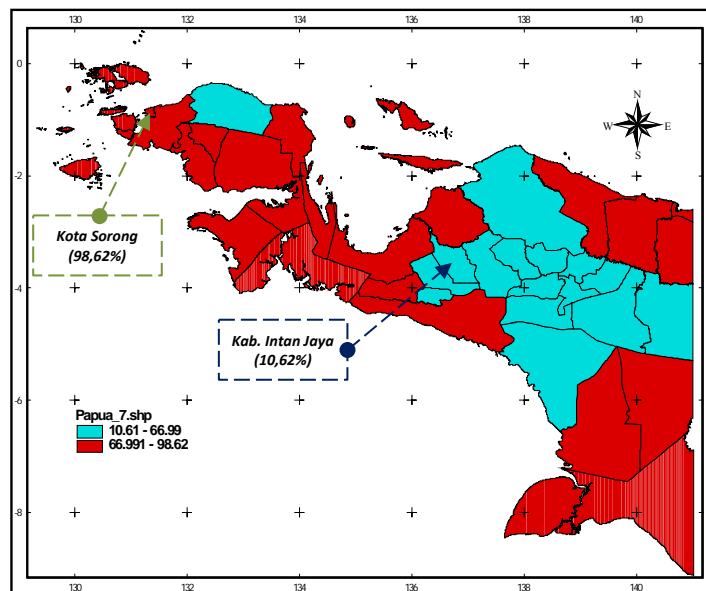 130 132 134 136 138 140
0
N
W E
S
-2
Kota Sorong
(98,62%)
-4
Kab. Intan Jaya
(10,62%)
-6
Papua_7.shp
10.61 - 66.99
66.991 - 98.62
-8
130 132 134 136 138 140